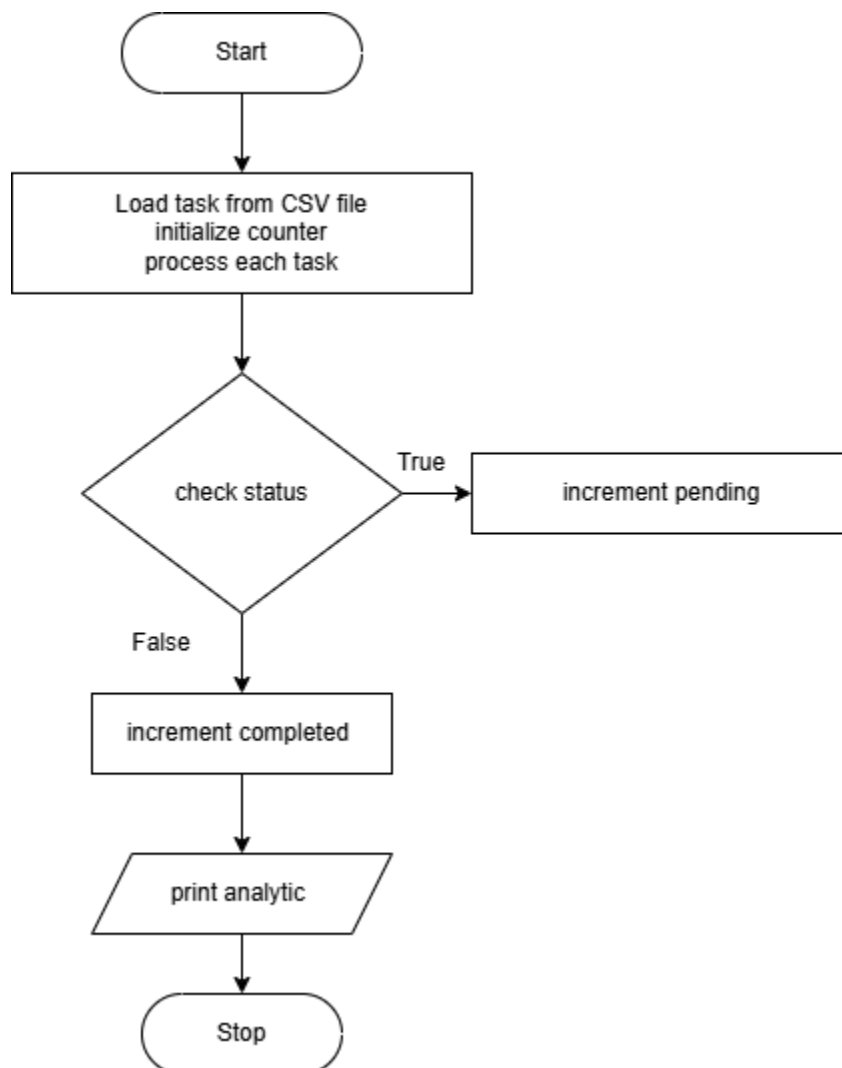 Start
Load task from CSV file
initialize counter
process each task
check status
True
increment pending
False
increment completed
print analytic
Stop